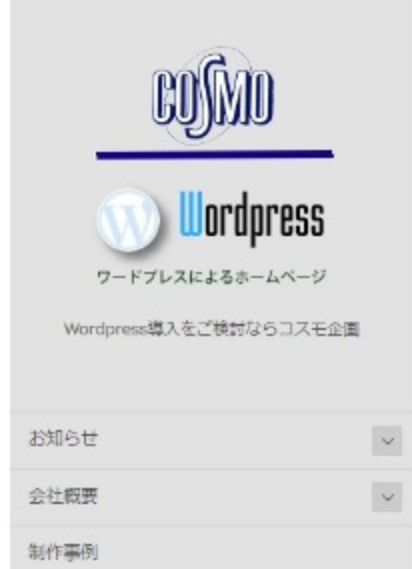 COSMO
W Wordpress
ワードプレスによるホームページ
Wordpress導入をご検討ならコスモ企画
お知らせ
会社概要
制作事例